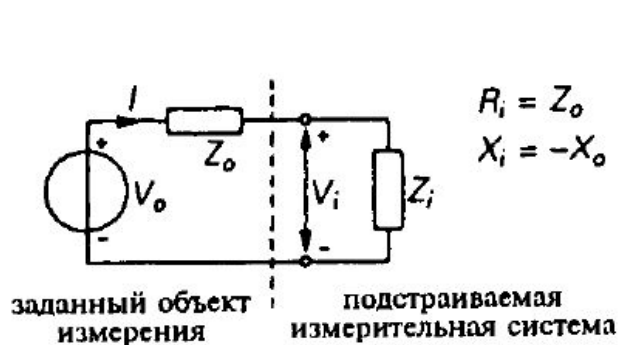 I
Z₀
+
V₀
-
+
Vᵢ
-
Zᵢ
Rᵢ = Z₀
Xᵢ = -X₀
заданный объект
измерения
подстраиваемая
измерительная система